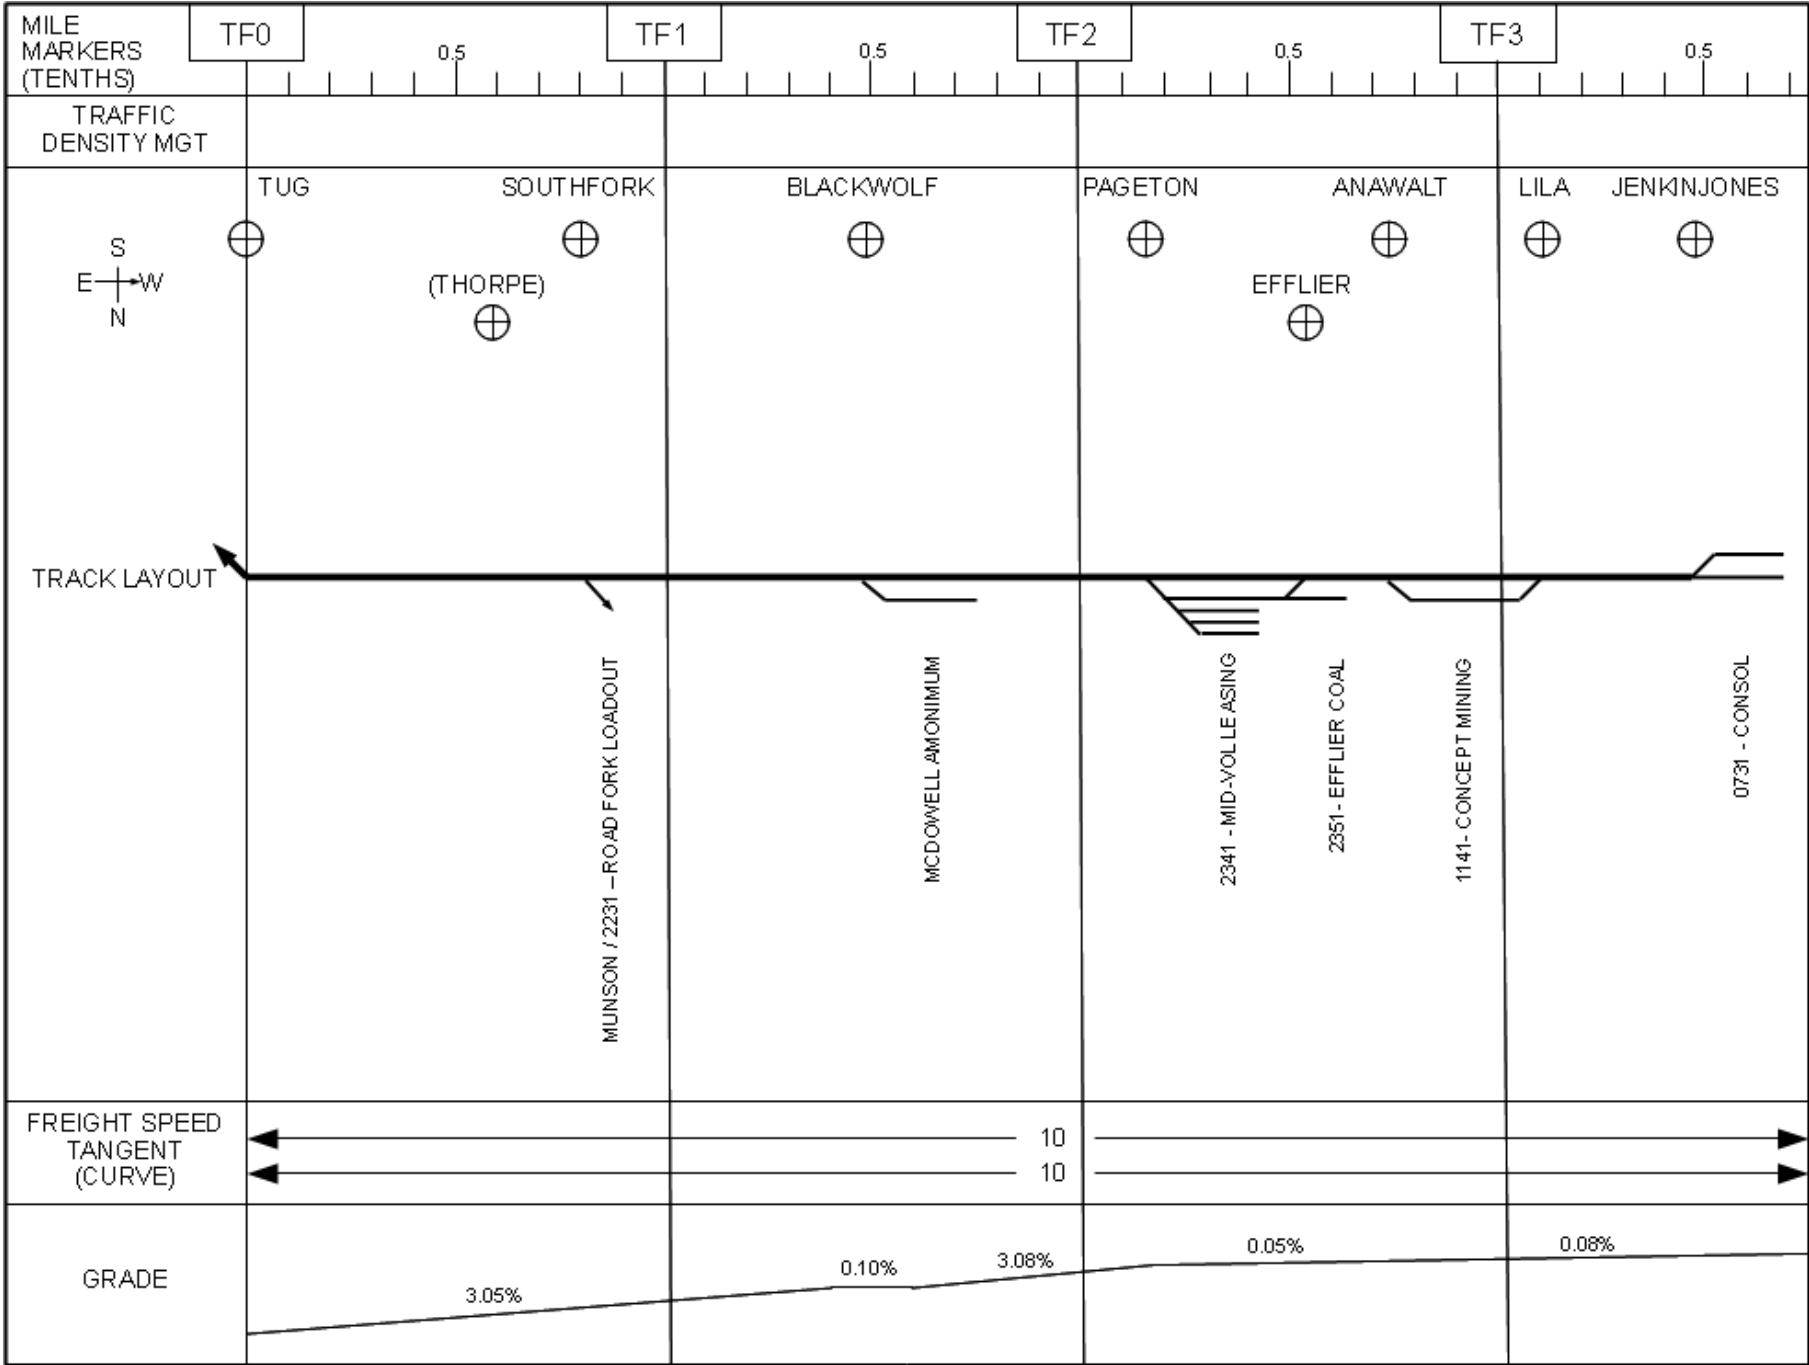 MILE
MARKERS
(TENTHS)
TF0
0.5
TF1
0.5
TF2
0.5
TF3
0.5
TRAFFIC
DENSITY MGT
TUG
SOUTHFORK
BLACKWOLF
PAGETON
ANAWALT
LILA
JENKINJONES
S
E W
N
(THORPE)
EFFLIER
TRACK LAYOUT
MUNSON / 2231 – ROAD FORK LOADOUT
MCDOWELL AMONIMUM
2341 - MID-VOL LEASING
2351 - EFFLIER COAL
1141- CONCEPT MINING
0731 - CONSOL
FREIGHT SPEED
TANGENT
(CURVE)
10
10
GRADE
3.05%
0.10%
3.08%
0.05%
0.08%